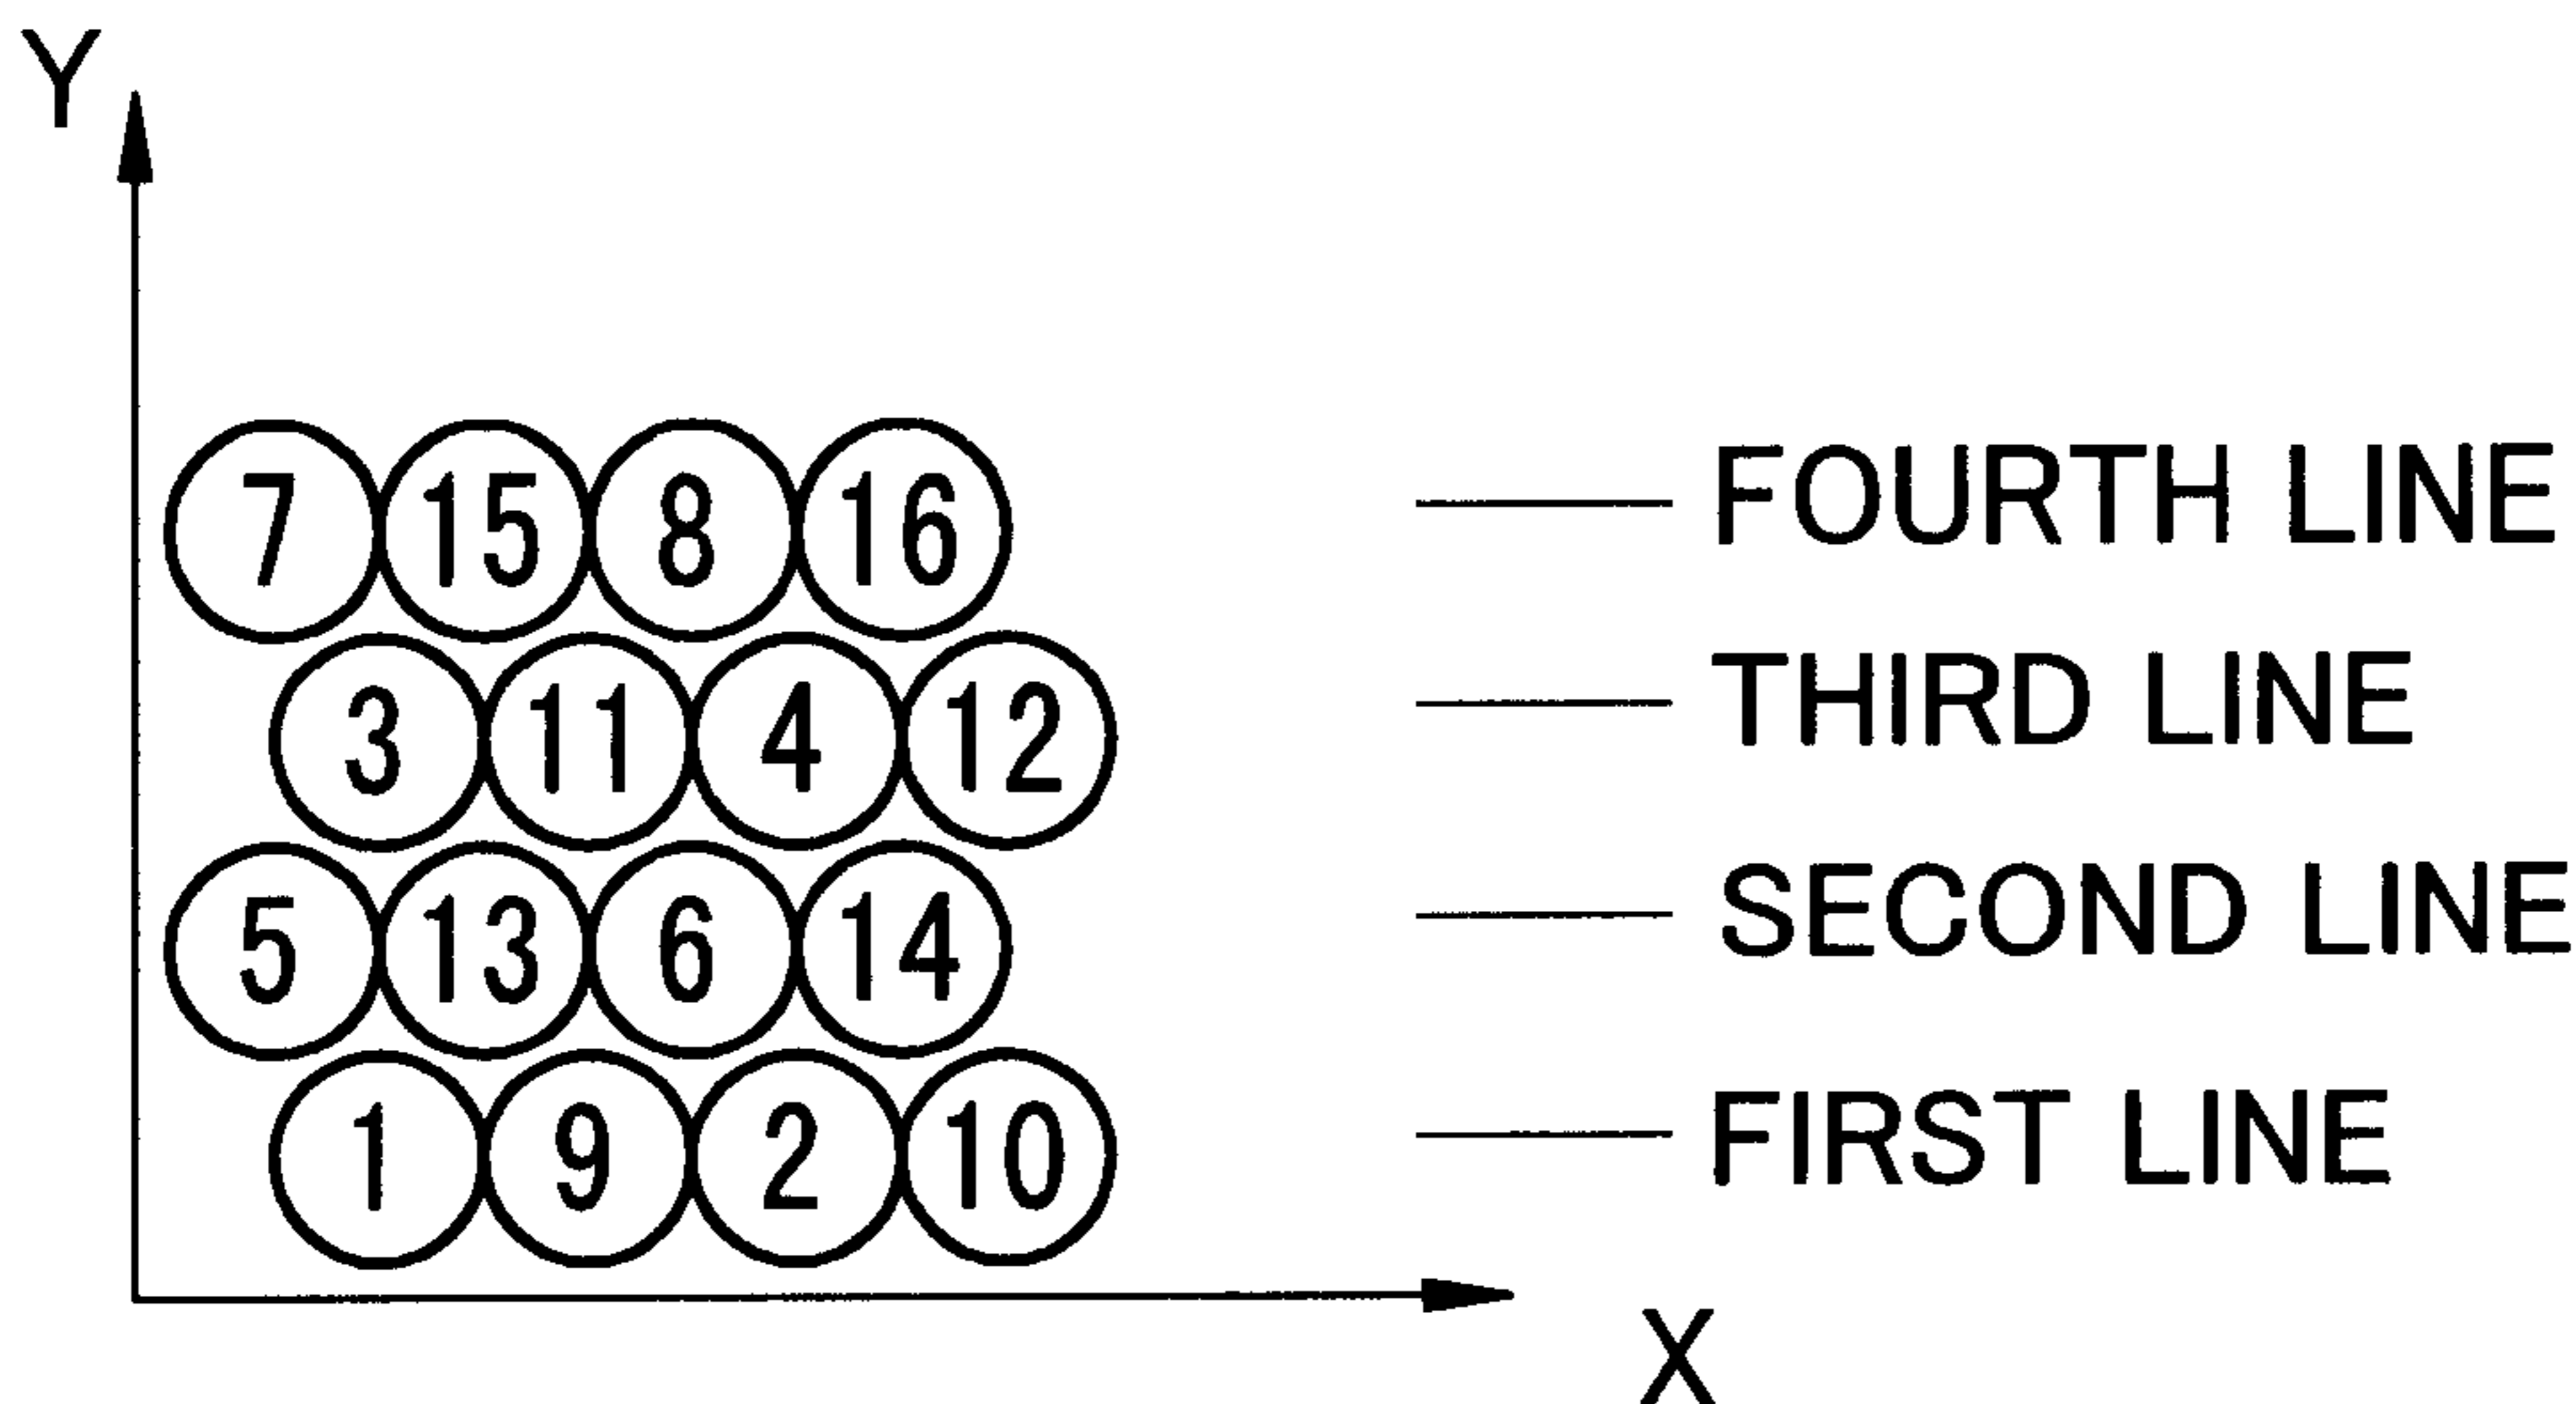 Y
7 15 8 16 FOURTH LINE
3 11 4 12 THIRD LINE
5 13 6 14 SECOND LINE
1 9 2 10 FIRST LINE
X